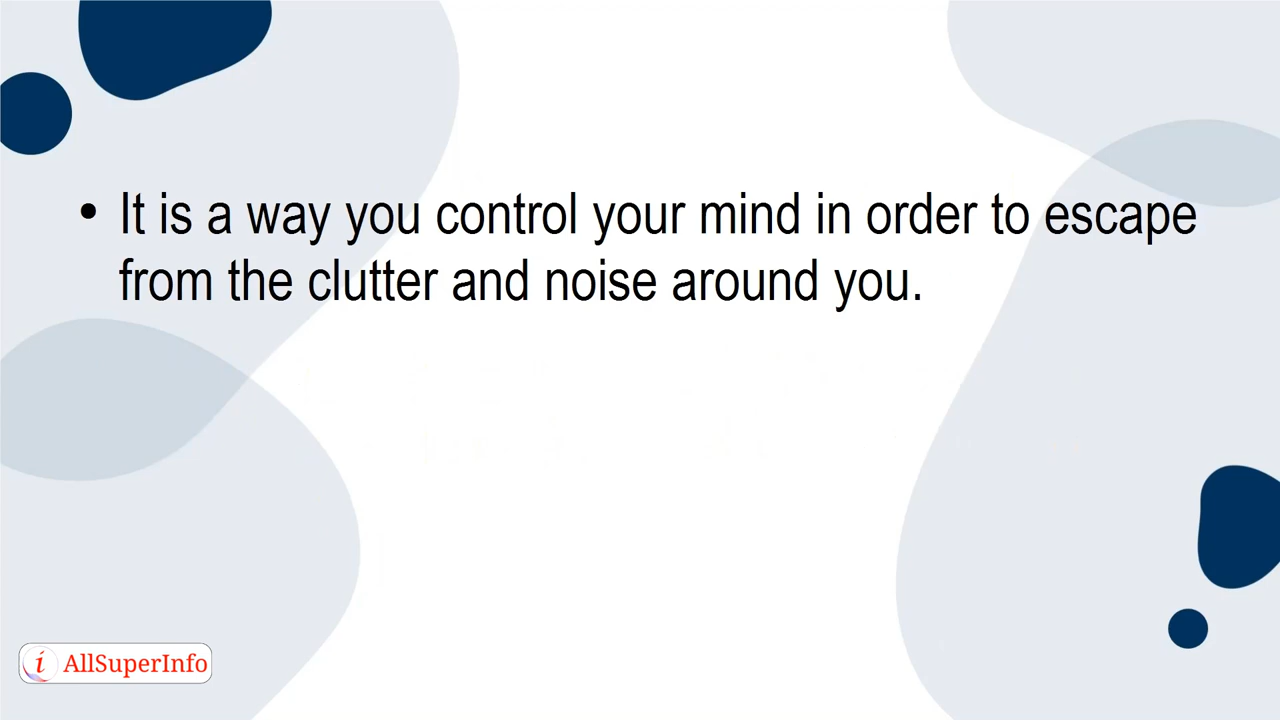 • It is a way you control your mind in order to escape
from the clutter and noise around you.
i AllSuperInfo